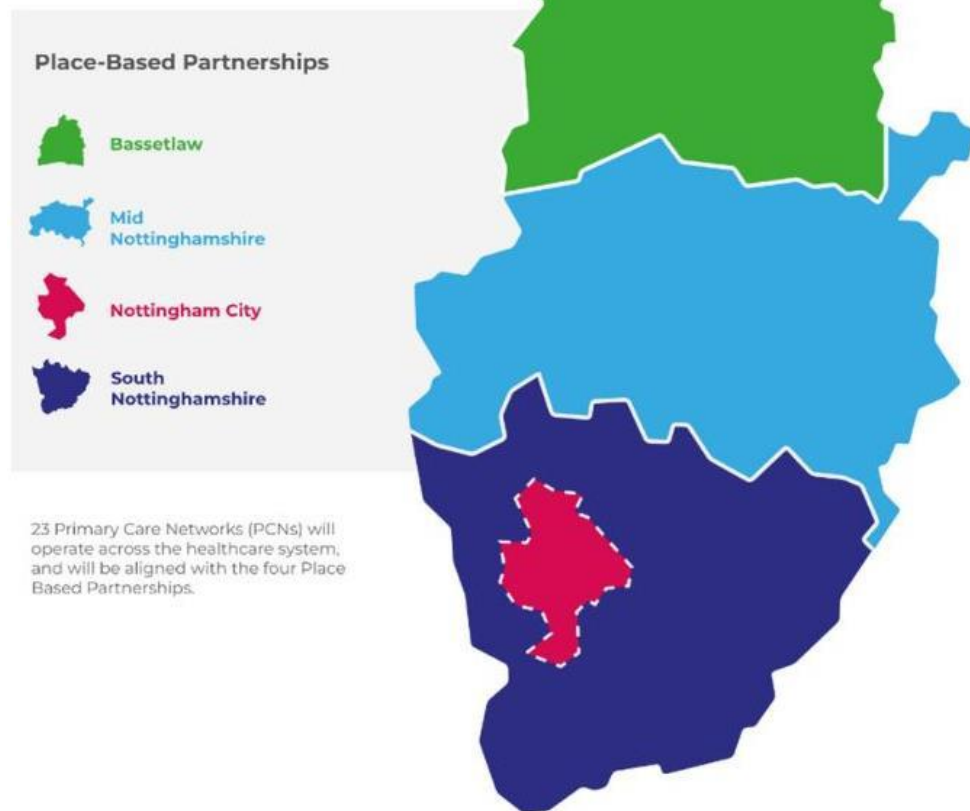 Place-Based Partnerships
Bassetlaw
Mid
Nottinghamshire
Nottingham City
South
Nottinghamshire
23 Primary Care Networks (PCNs) will
operate across the healthcare system,
and will be aligned with the four Place
Based Partnerships.